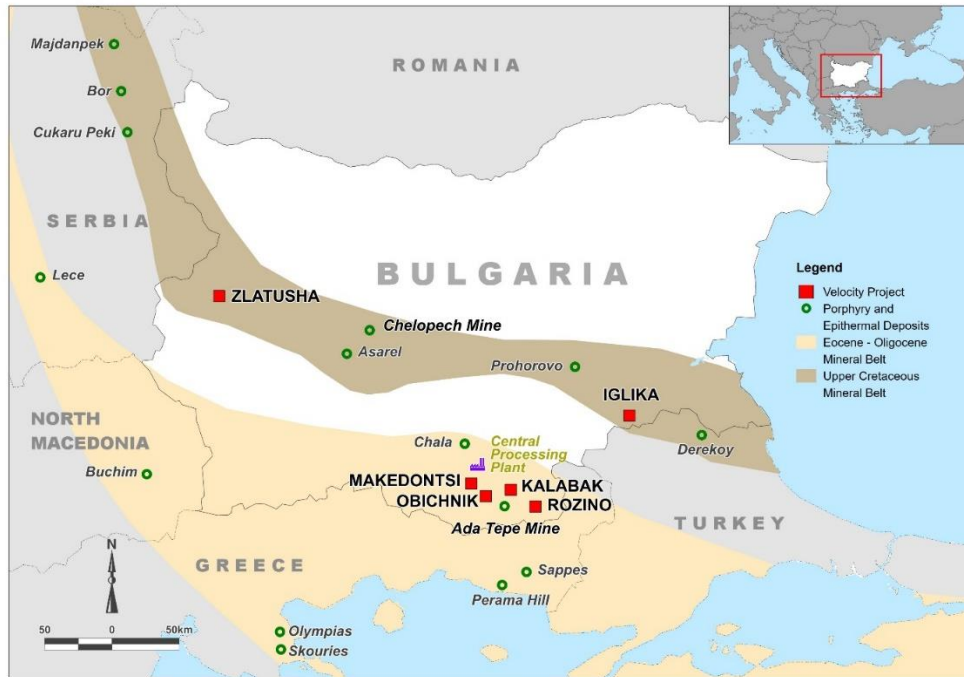 Majdanpek
ROMANIA
Bor
Cukaru Peki
SERBIA
BULGARIA
Lece
ZLATUSHA
Chelopech Mine
Asarel
Prohorovo
IGLIKA
Derekoy
Legend
Velocity Project
Porphyry and
Epithermal Deposits
Eocene - Oligocene
Mineral Belt
Upper Cretaceous
Mineral Belt
NORTH
MACEDONIA
Buchim
Chala
Central
Processing
Plant
MAKEDONTSI
KALABAK
OBICHNIK
ROZINO
Ada Tepe Mine
TURKEY
GREECE
Sappes
Perama Hill
Olympias
Skouries
N
50 0 50km